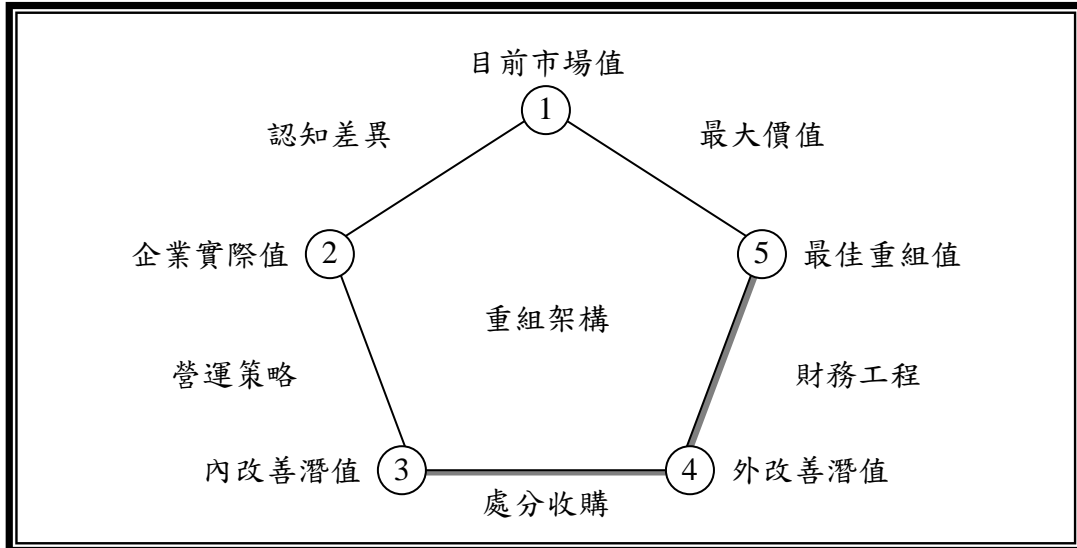 目前市場值
1
認知差異
最大價值
企業實際值
2
5
最佳重組值
重組架構
營運策略
財務工程
內改善潛值
3
4
外改善潛值
處分收購